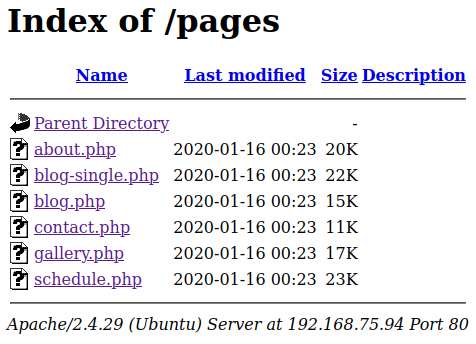 Index of /pages
Name Last modified Size Description
Parent Directory -
about.php 2020-01-16 00:23 20K
blog-single.php 2020-01-16 00:23 22K
blog.php 2020-01-16 00:23 15K
contact.php 2020-01-16 00:23 11K
gallery.php 2020-01-16 00:23 17K
schedule.php 2020-01-16 00:23 23K
Apache/2.4.29 (Ubuntu) Server at 192.168.75.94 Port 80